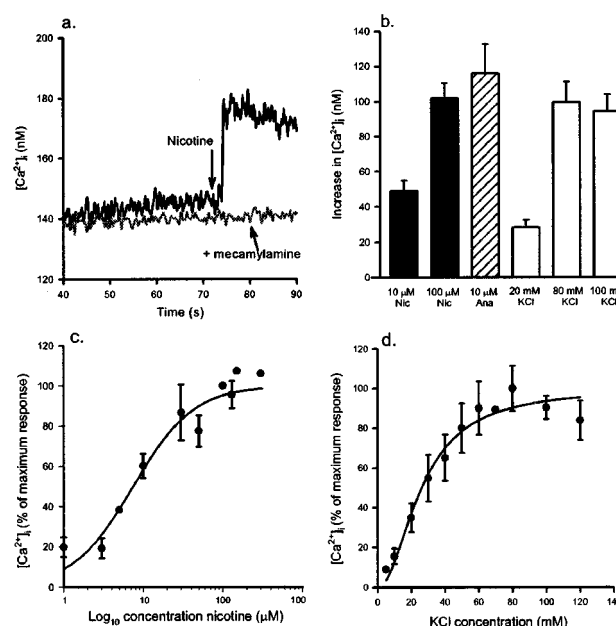 a.
200
180
160
140
120
[Ca2+]i (nM)
Nicotine
+ mecamylamine
40 50 60 70 80 90
Time (s)
b.
140
120
100
80
60
40
20
0
Increase in [Ca2+]i (nM)
10 μM Nic
100 μM Nic
10 μM Ana
20 mM KCl
80 mM KCl
100 m KCl
c.
120
100
80
60
40
20
0
[Ca2+]i (% of maximum response)
1 10 100 100
Log10 concentration nicotine (μM)
d.
120
100
80
60
40
20
0
[Ca2+]i (% of maximum response)
0 20 40 60 80 100 120 14
KCl concentration (mM)